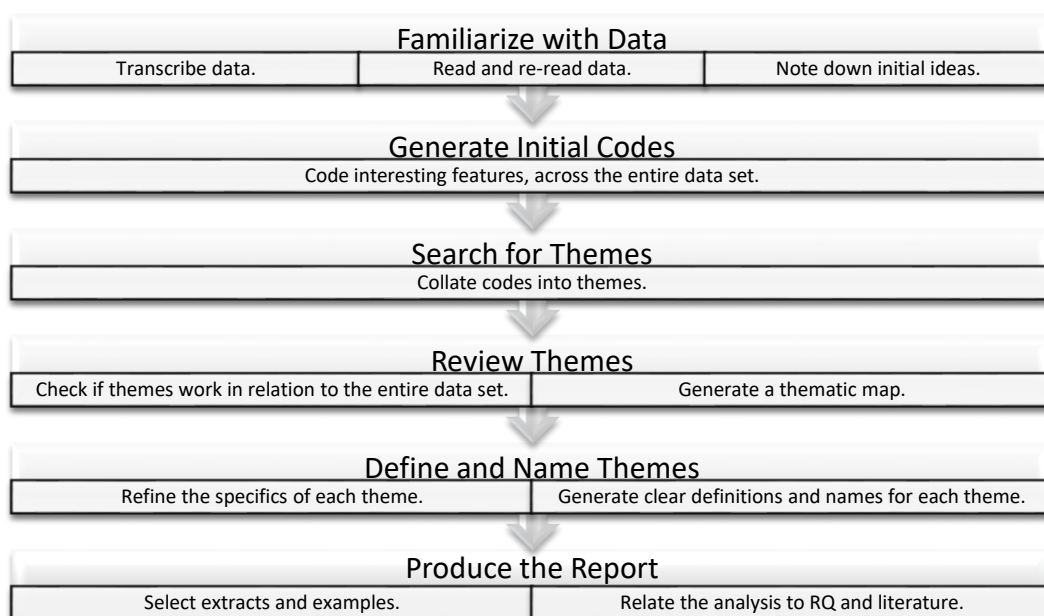 Familiarize with Data
Transcribe data.
Read and re-read data.
Note down initial ideas.
Generate Initial Codes
Code interesting features, across the entire data set.
Search for Themes
Collate codes into themes.
Review Themes
Check if themes work in relation to the entire data set.
Generate a thematic map.
Define and Name Themes
Refine the specifics of each theme.
Generate clear definitions and names for each theme.
Produce the Report
Select extracts and examples.
Relate the analysis to RQ and literature.